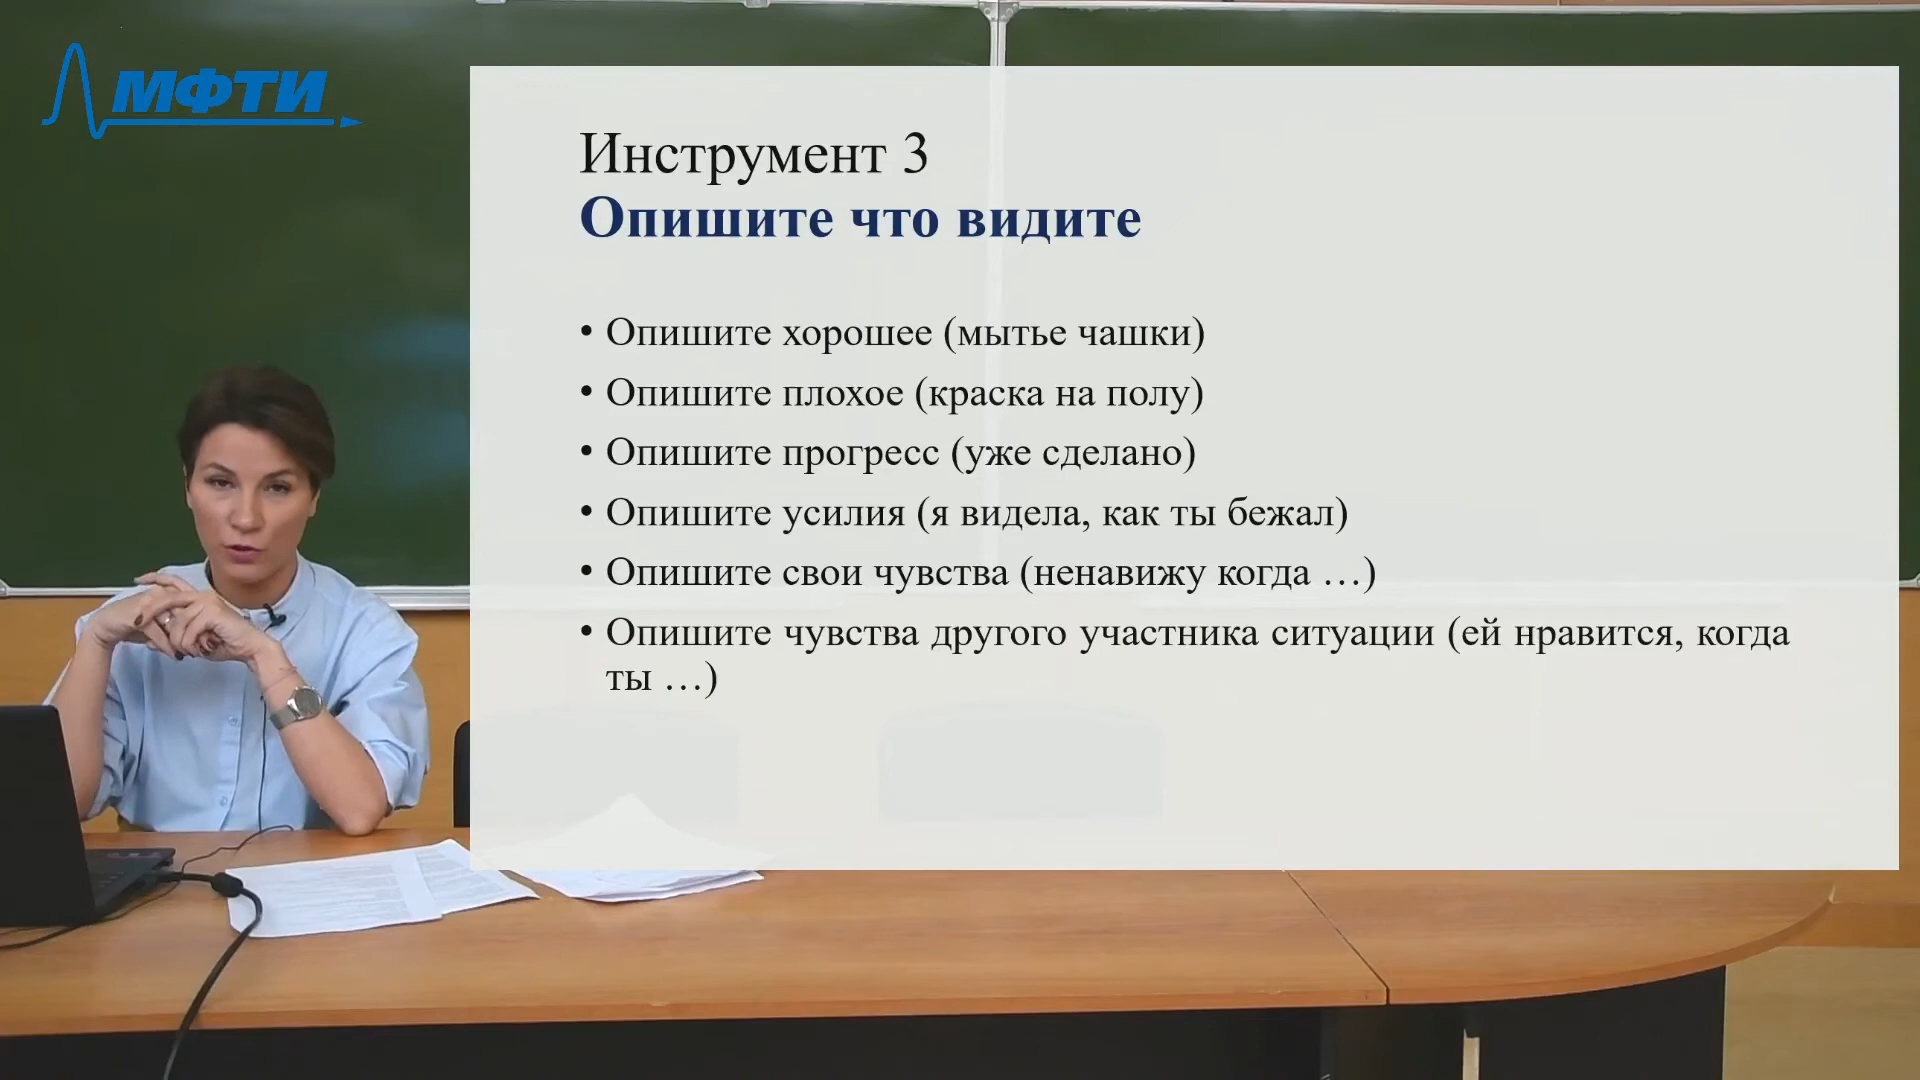 МФТИ
Инструмент 3
Опишите что видите
• Опишите хорошее (мытье чашки)
• Опишите плохое (краска на полу)
• Опишите прогресс (уже сделано)
• Опишите усилия (я видела, как ты бежал)
• Опишите свои чувства (ненавижу когда …)
• Опишите чувства другого участника ситуации (ей нравится, когда
ты …)